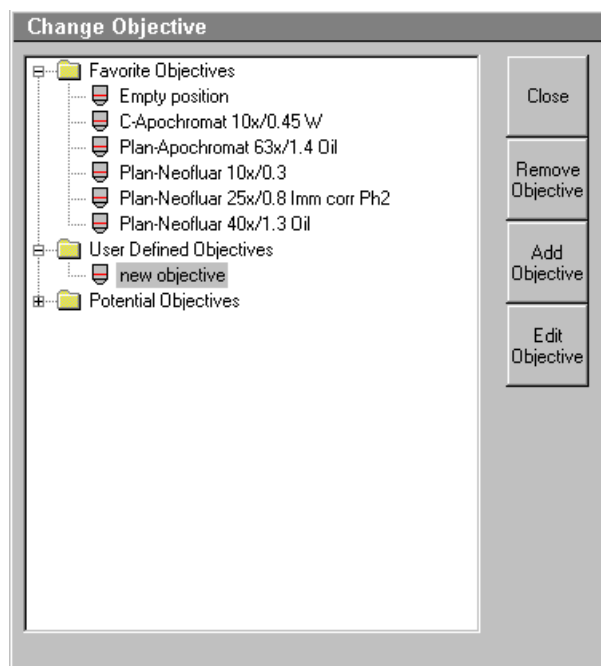 Change Objective
Favorite Objectives
Empty position
C-Apochromat 10x/0.45 W
Plan-Apochromat 63x/1.4 Oil
Plan-Neofluar 10x/0.3
Plan-Neofluar 25x/0.8 Imm corr Ph2
Plan-Neofluar 40x/1.3 Oil
User Defined Objectives
new objective
Potential Objectives
Close
Remove
Objective
Add
Objective
Edit
Objective